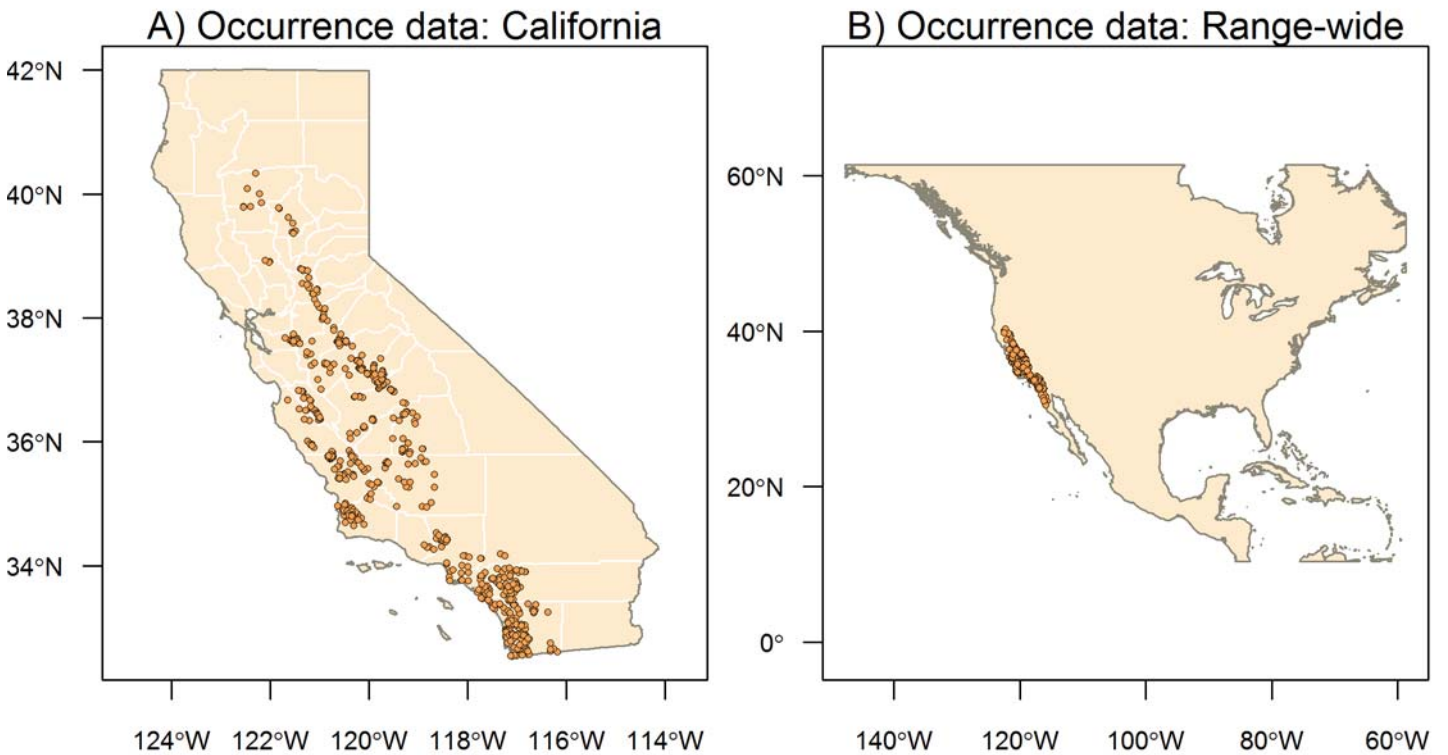 A) Occurrence data: California
42°N
40°N
38°N
36°N
34°N
124°W 122°W 120°W 118°W 116°W 114°W
B) Occurrence data: Range-wide
60°N
40°N
20°N
0°
140°W 120°W 100°W 80°W 60°W